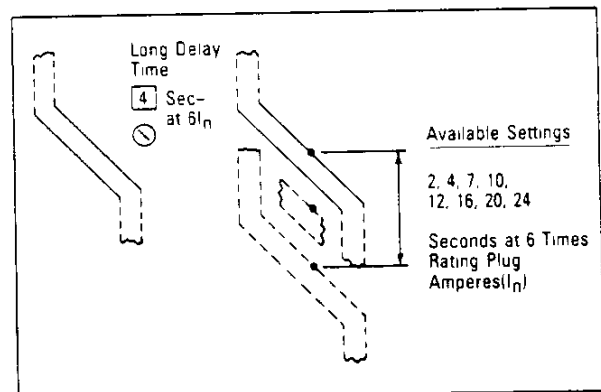 Long Delay
Time
4 Sec-
at 6In
Available Settings
2, 4, 7, 10,
12, 16, 20, 24
Seconds at 6 Times
Rating Plug
Amperes(In)